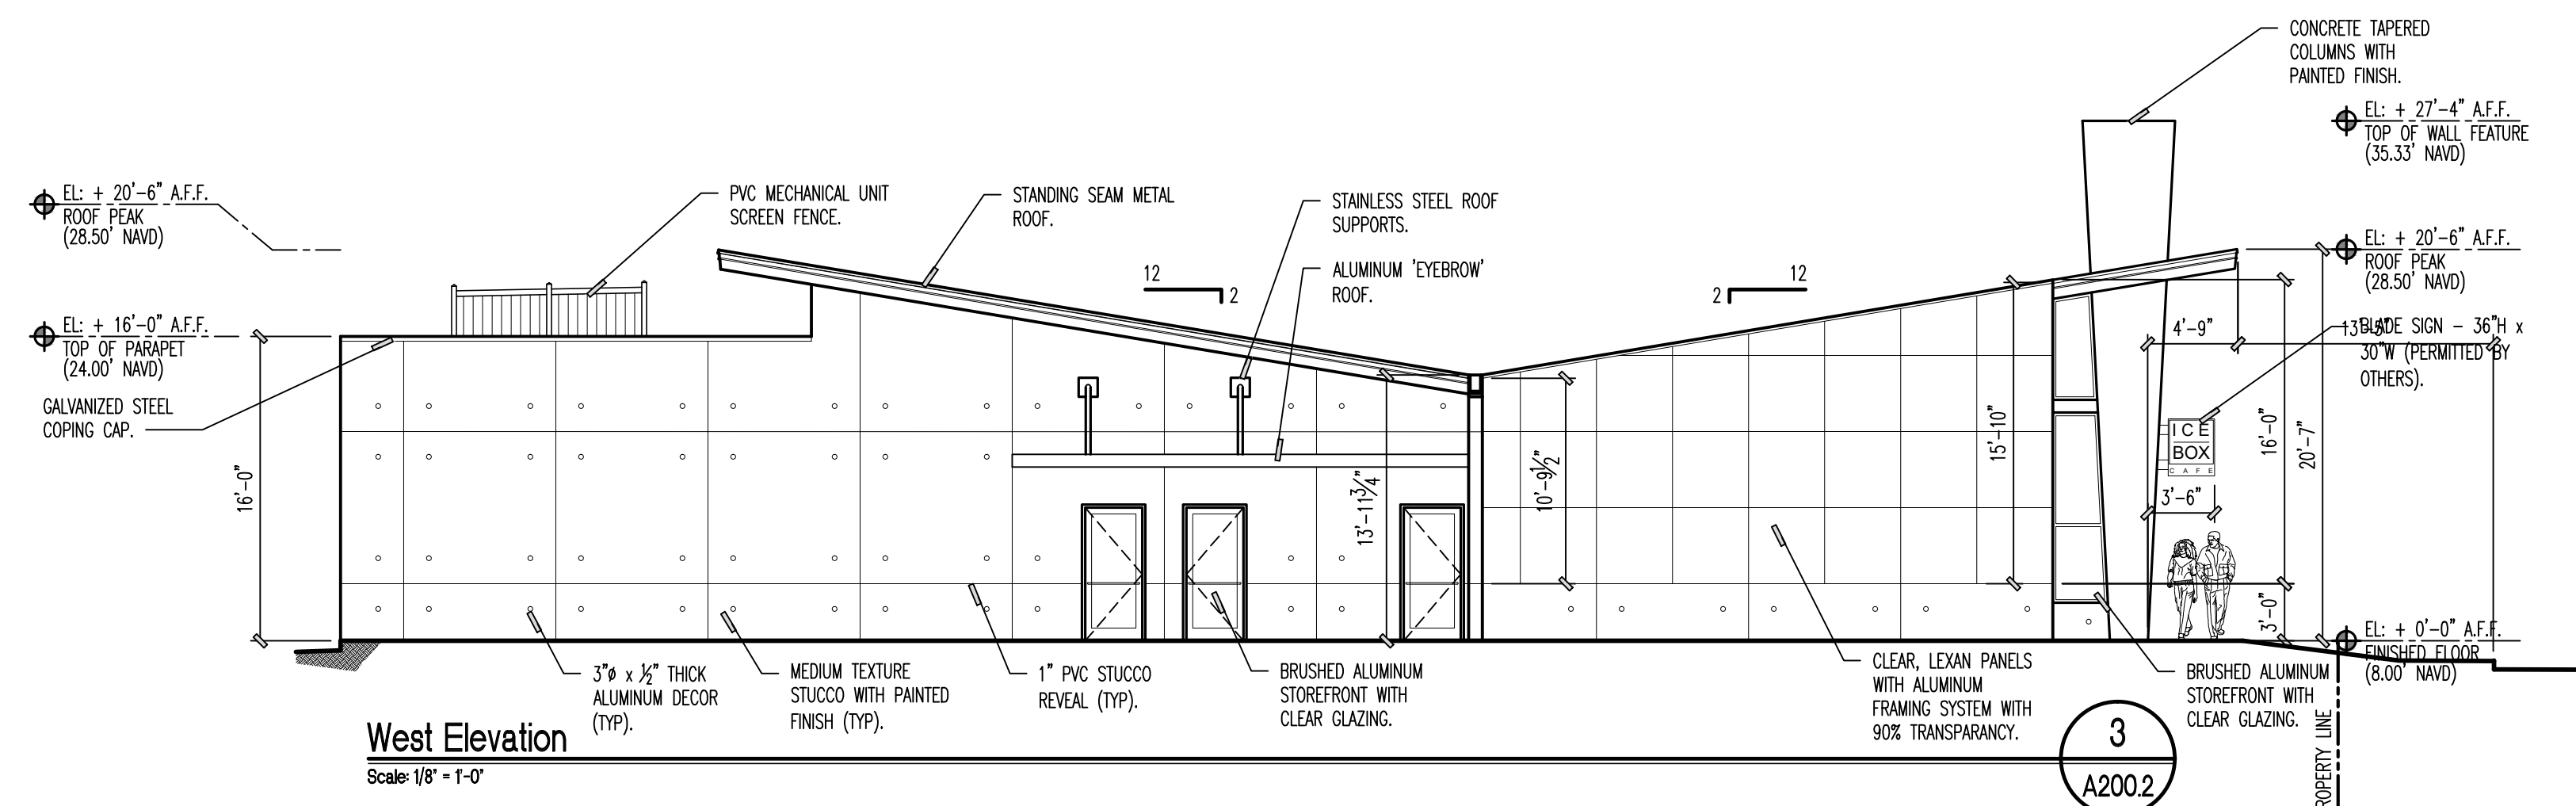 CONCRETE TAPERED
COLUMNS WITH
PAINTED FINISH.
EL: + 27'-4" A.F.F.
TOP OF WALL FEATURE
(35.33' NAVD)
EL: + 20'-6" A.F.F.
ROOF PEAK
(28.50' NAVD)
PVC MECHANICAL UNIT
SCREEN FENCE.
STANDING SEAM METAL
ROOF.
STAINLESS STEEL ROOF
SUPPORTS.
ALUMINUM 'EYEBROW'
ROOF.
12
2
12
2
EL: + 20'-6" A.F.F.
ROOF PEAK
(28.50' NAVD)
EL: + 16'-0" A.F.F.
TOP OF PARAPET
(24.00' NAVD)
GALVANIZED STEEL
COPING CAP.
4'-9"
13'-5"
BLADE SIGN - 36"H x
30"W (PERMITTED BY
OTHERS).
ICE
BOX
CAFE
3'-6"
16'-0"
13'-11 3/4"
10'-9 1/2"
15'-10"
16'-0"
20'-7"
3'-0"
EL: + 0'-0" A.F.F.
FINISHED FLOOR
(8.00' NAVD)
3"ø x 1/2" THICK
ALUMINUM DECOR
(TYP).
MEDIUM TEXTURE
STUCCO WITH PAINTED
FINISH (TYP).
1" PVC STUCCO
REVEAL (TYP).
BRUSHED ALUMINUM
STOREFRONT WITH
CLEAR GLAZING.
CLEAR, LEXAN PANELS
WITH ALUMINUM
FRAMING SYSTEM WITH
90% TRANSPARANCY.
BRUSHED ALUMINUM
STOREFRONT WITH
CLEAR GLAZING.
ROPERTY LINE
West Elevation
Scale: 1/8" = 1'-0"
3
A200.2